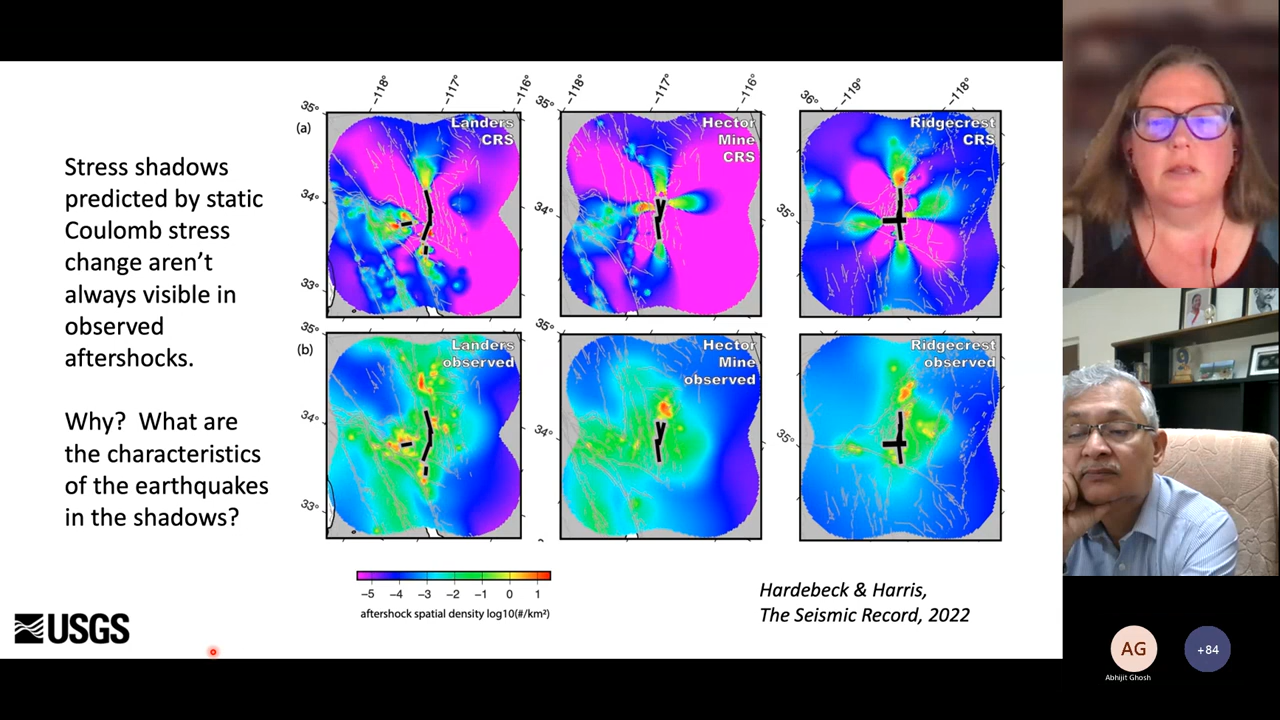 Stress shadows
predicted by static
Coulomb stress
change aren’t
always visible in
observed
aftershocks.
Why? What are
the characteristics
of the earthquakes
in the shadows?
(a)
-118°
-117°
-116°
35°
34°
33°
Landers
CRS
-118°
-117°
-116°
35°
34°
Hector
Mine
CRS
36°
-119°
-118°
35°
Ridgecrest
CRS
(b)
35°
34°
33°
Landers
observed
35°
34°
Hector
Mine
observed
35°
Ridgecrest
observed
−5 −4 −3 −2 −1 0 1
aftershock spatial density log10(#/km²)
Hardebeck & Harris,
The Seismic Record, 2022
USGS
AG
+84
Abhijit Ghosh